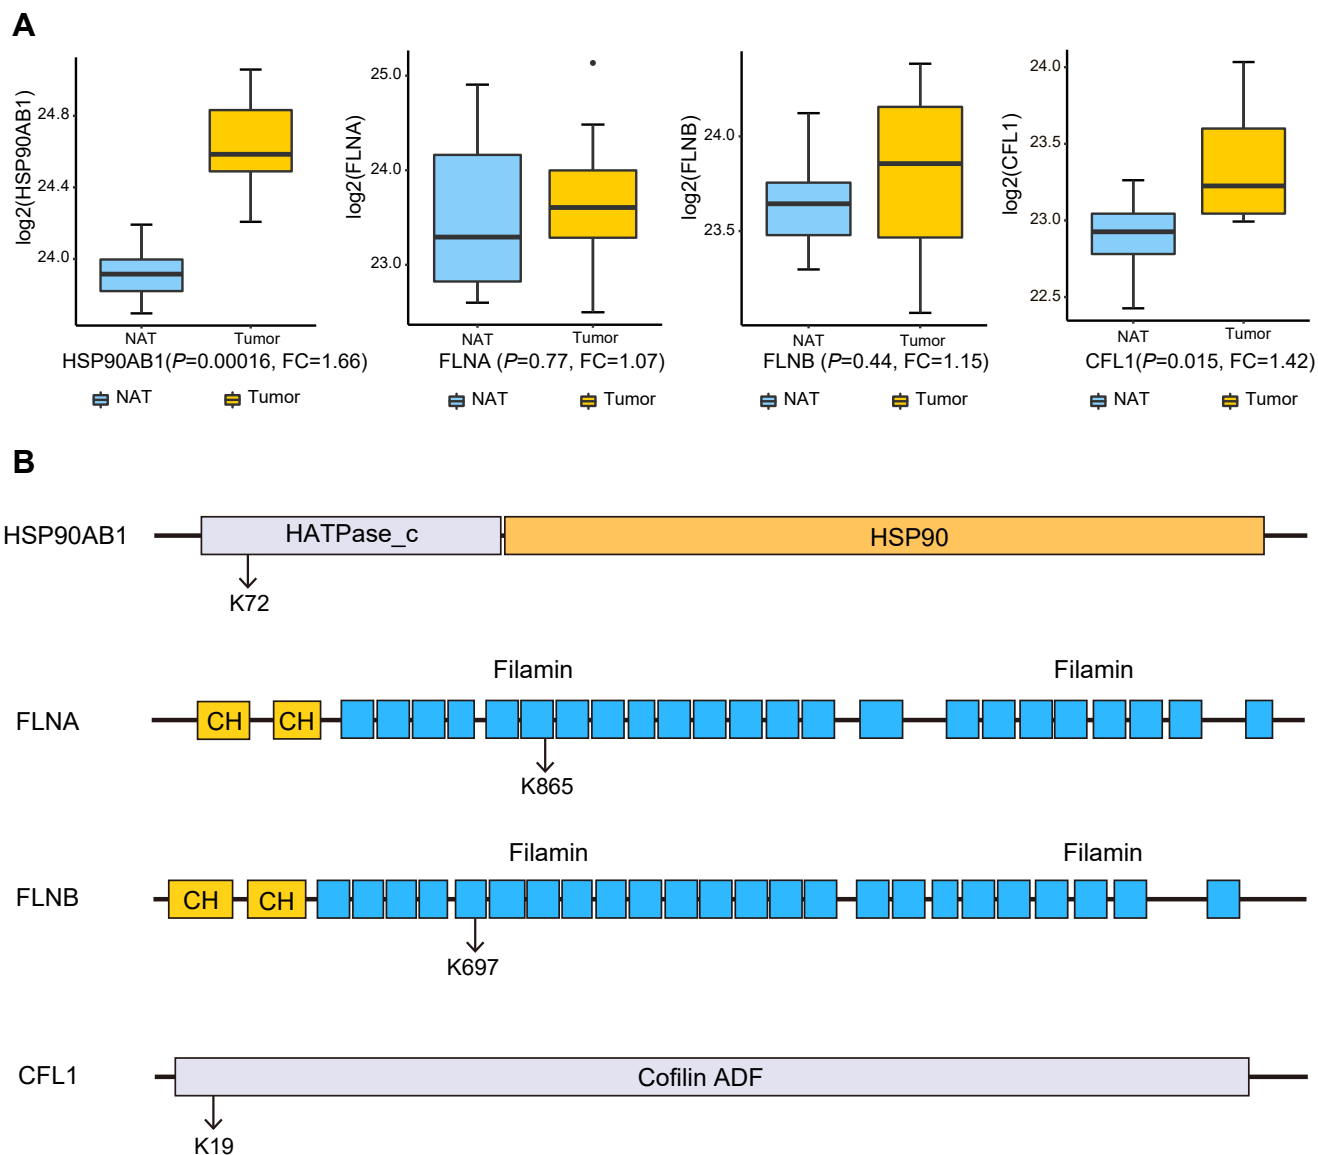 A
log2(HSP90AB1)
24.8
24.4
24.0
NAT Tumor
HSP90AB1(P=0.00016, FC=1.66)
NAT Tumor
log2(FLNA)
25.0
24.0
23.0
NAT Tumor
FLNA (P=0.77, FC=1.07)
NAT Tumor
log2(FLNB)
24.0
23.5
NAT Tumor
FLNB (P=0.44, FC=1.15)
NAT Tumor
log2(CFL1)
24.0
23.5
23.0
22.5
NAT Tumor
CFL1(P=0.015, FC=1.42)
NAT Tumor
B
HSP90AB1 HATPase_c HSP90
K72
Filamin Filamin
FLNA CH CH
K865
Filamin Filamin
FLNB CH CH
K697
CFL1 Cofilin ADF
K19